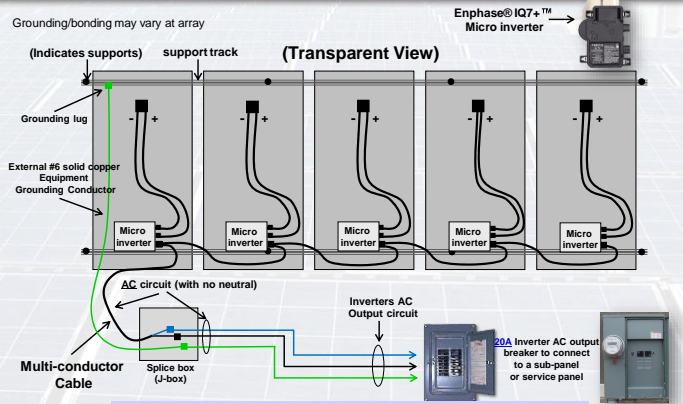 Grounding/bonding may vary at array
Enphase® IQ7+™
Micro inverter
(Indicates supports)
support track
(Transparent View)
- +
- +
- +
- +
- +
Grounding lug
External #6 solid copper
Equipment
Grounding Conductor
Micro
inverter
Micro
inverter
Micro
inverter
Micro
inverter
Micro
inverter
AC circuit (with no neutral)
Inverters AC
Output circuit
Multi-conductor
Cable
Splice box
(J-box)
20A Inverter AC output
breaker to connect
to a sub-panel
or service panel